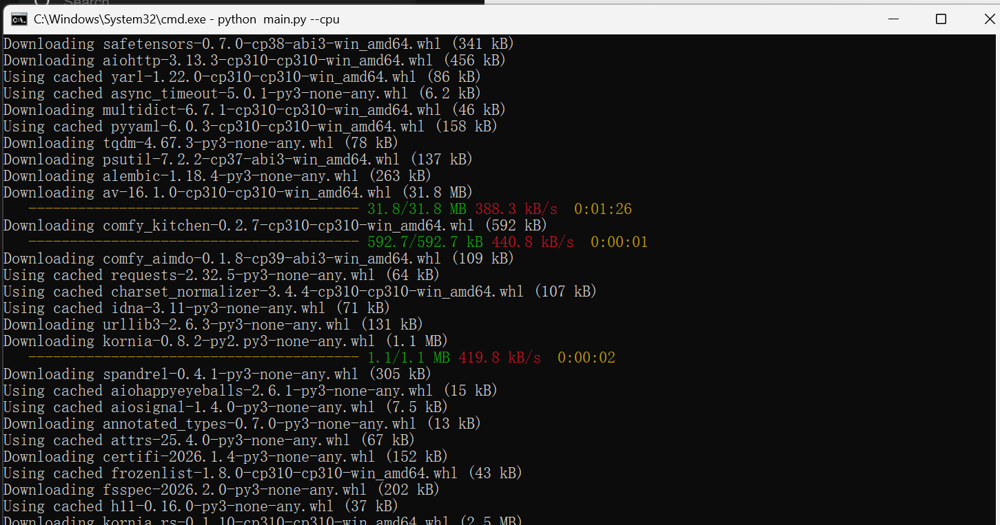 Search
C:\Windows\System32\cmd.exe - python  main.py --cpu
Downloading safetensors-0.7.0-cp38-abi3-win_amd64.whl (341 kB)
Downloading aiohttp-3.13.3-cp310-cp310-win_amd64.whl (456 kB)
Using cached yarl-1.22.0-cp310-cp310-win_amd64.whl (86 kB)
Using cached async_timeout-5.0.1-py3-none-any.whl (6.2 kB)
Downloading multidict-6.7.1-cp310-cp310-win_amd64.whl (46 kB)
Using cached pyyaml-6.0.3-cp310-cp310-win_amd64.whl (158 kB)
Downloading tqdm-4.67.3-py3-none-any.whl (78 kB)
Downloading psutil-7.2.2-cp37-abi3-win_amd64.whl (137 kB)
Downloading alembic-1.18.4-py3-none-any.whl (263 kB)
Downloading av-16.1.0-cp310-cp310-win_amd64.whl (31.8 MB)
---------------------------------------- 31.8/31.8 MB 388.3 kB/s  0:01:26
Downloading comfy_kitchen-0.2.7-cp310-cp310-win_amd64.whl (592 kB)
---------------------------------------- 592.7/592.7 kB 440.8 kB/s  0:00:01
Downloading comfy_aimdo-0.1.8-cp39-abi3-win_amd64.whl (109 kB)
Using cached requests-2.32.5-py3-none-any.whl (64 kB)
Using cached charset_normalizer-3.4.4-cp310-cp310-win_amd64.whl (107 kB)
Using cached idna-3.11-py3-none-any.whl (71 kB)
Downloading urllib3-2.6.3-py3-none-any.whl (131 kB)
Downloading kornia-0.8.2-py2.py3-none-any.whl (1.1 MB)
---------------------------------------- 1.1/1.1 MB 419.8 kB/s  0:00:02
Downloading spandrel-0.4.1-py3-none-any.whl (305 kB)
Using cached aiohappyeyeballs-2.6.1-py3-none-any.whl (15 kB)
Using cached aiosignal-1.4.0-py3-none-any.whl (7.5 kB)
Downloading annotated_types-0.7.0-py3-none-any.whl (13 kB)
Using cached attrs-25.4.0-py3-none-any.whl (67 kB)
Downloading certifi-2026.1.4-py3-none-any.whl (152 kB)
Using cached frozenlist-1.8.0-cp310-cp310-win_amd64.whl (43 kB)
Downloading fsspec-2026.2.0-py3-none-any.whl (202 kB)
Using cached h11-0.16.0-py3-none-any.whl (37 kB)
Downloading kornia_rs-0.1.10-cp310-cp310-win_amd64.whl (2.5 MB)